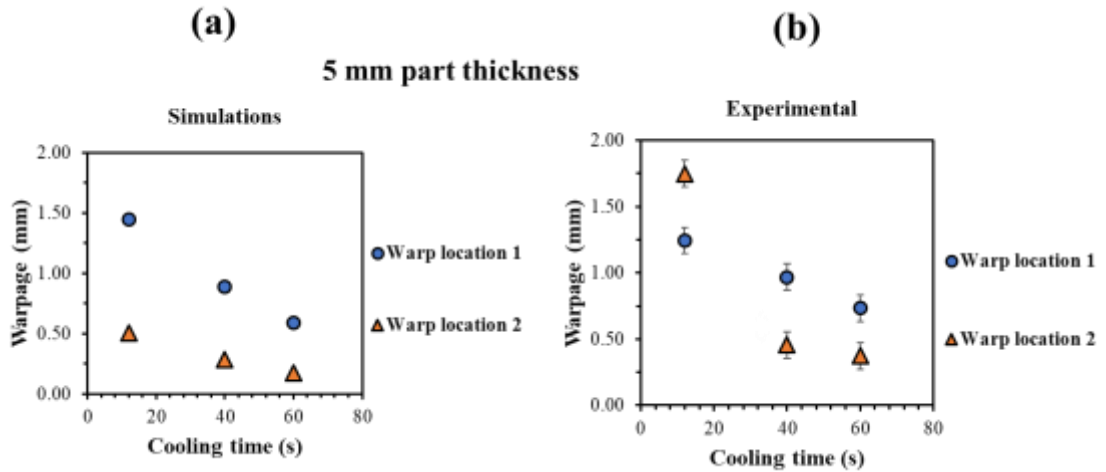 (a)
(b)
5 mm part thickness
Simulations
2.00
1.50
1.00
0.50
0.00
0 20 40 60 80
Warpage (mm)
Cooling time (s)
Warp location 1
Warp location 2
Experimental
2.00
1.50
1.00
0.50
0.00
0 20 40 60 80
Warpage (mm)
Cooling time (s)
Warp location 1
Warp location 2